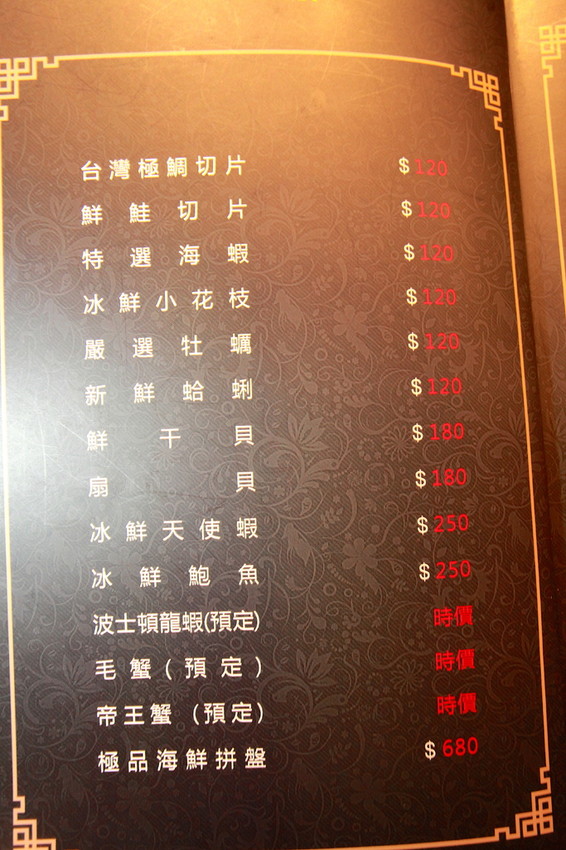 台灣極鯛切片 $120
鮮鮭切片 $120
特選海蝦 $120
冰鮮小花枝 $120
嚴選牡蠣 $120
新鮮蛤蜊 $120
鮮干貝 $180
扇貝 $180
冰鮮天使蝦 $250
冰鮮鮑魚 $250
波士頓龍蝦(預定) 時價
毛蟹(預定) 時價
帝王蟹(預定) 時價
極品海鮮拼盤 $680